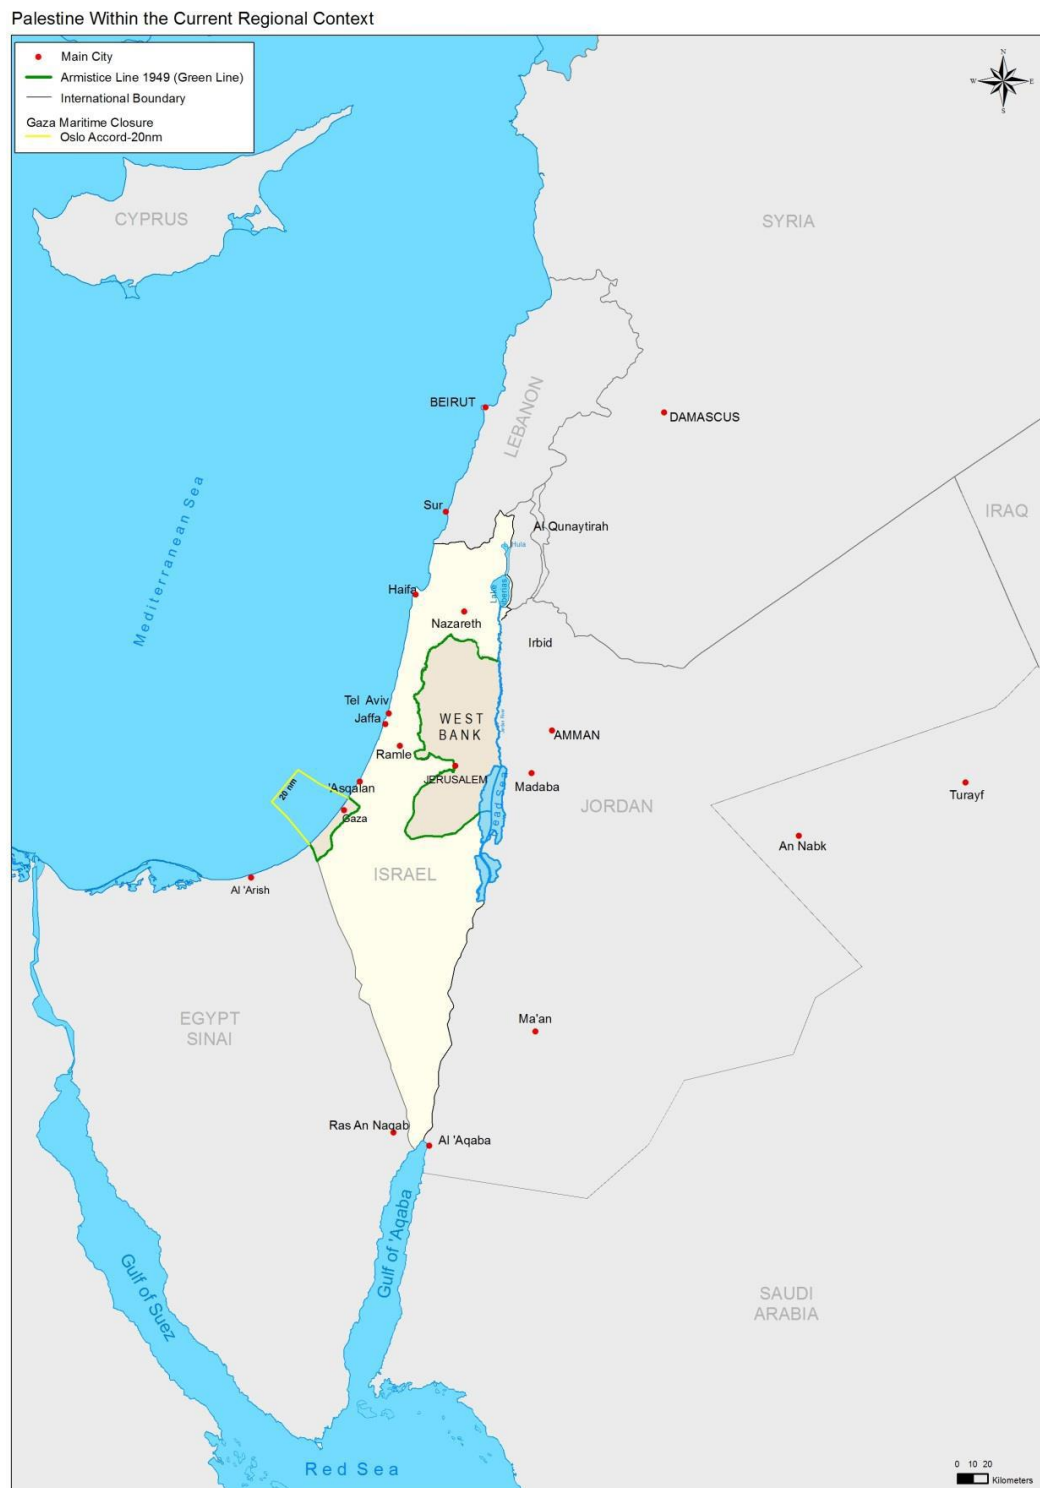 Palestine Within the Current Regional Context
Main City
Armistice Line 1949 (Green Line)
International Boundary
Gaza Maritime Closure
Oslo Accord-20nm
N
W
E
S
CYPRUS
SYRIA
BEIRUT
LEBANON
DAMASCUS
Mediterranean Sea
Sur
Al Qunaytirah
IRAQ
Hula
Haifa
Lake
Nazareth
Irbid
Tel Aviv
Jaffa
WEST
BANK
AMMAN
Ramle
JERUSALEM
Madaba
Dead Sea
JORDAN
Turayf
20 nm
'Asqalan
Gaza
An Nabk
ISRAEL
Al 'Arish
EGYPT
SINAI
Ma'an
Ras An Naqab
Al 'Aqaba
Gulf of 'Aqaba
Gulf of Suez
SAUDI
ARABIA
Red Sea
0 10 20
Kilometers